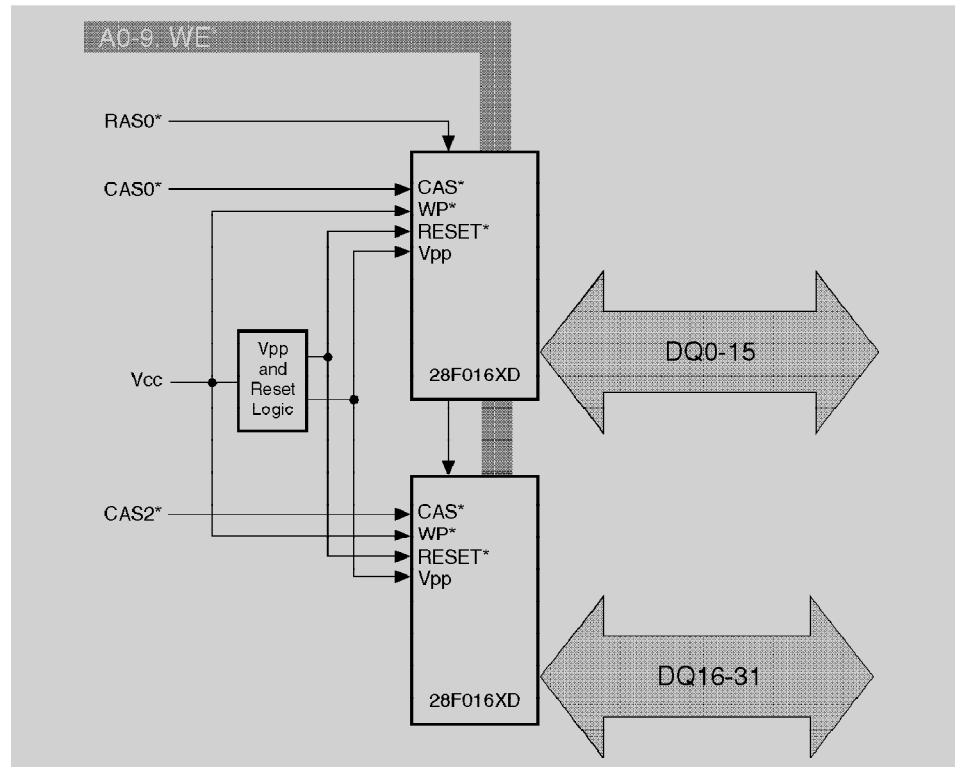 A0-9. WE*
RAS0*
CAS0*
CAS*
WP*
RESET*
Vpp
Vpp
and
Reset
Logic
Vcc
28F016XD
DQ0-15
CAS2*
CAS*
WP*
RESET*
Vpp
28F016XD
DQ16-31